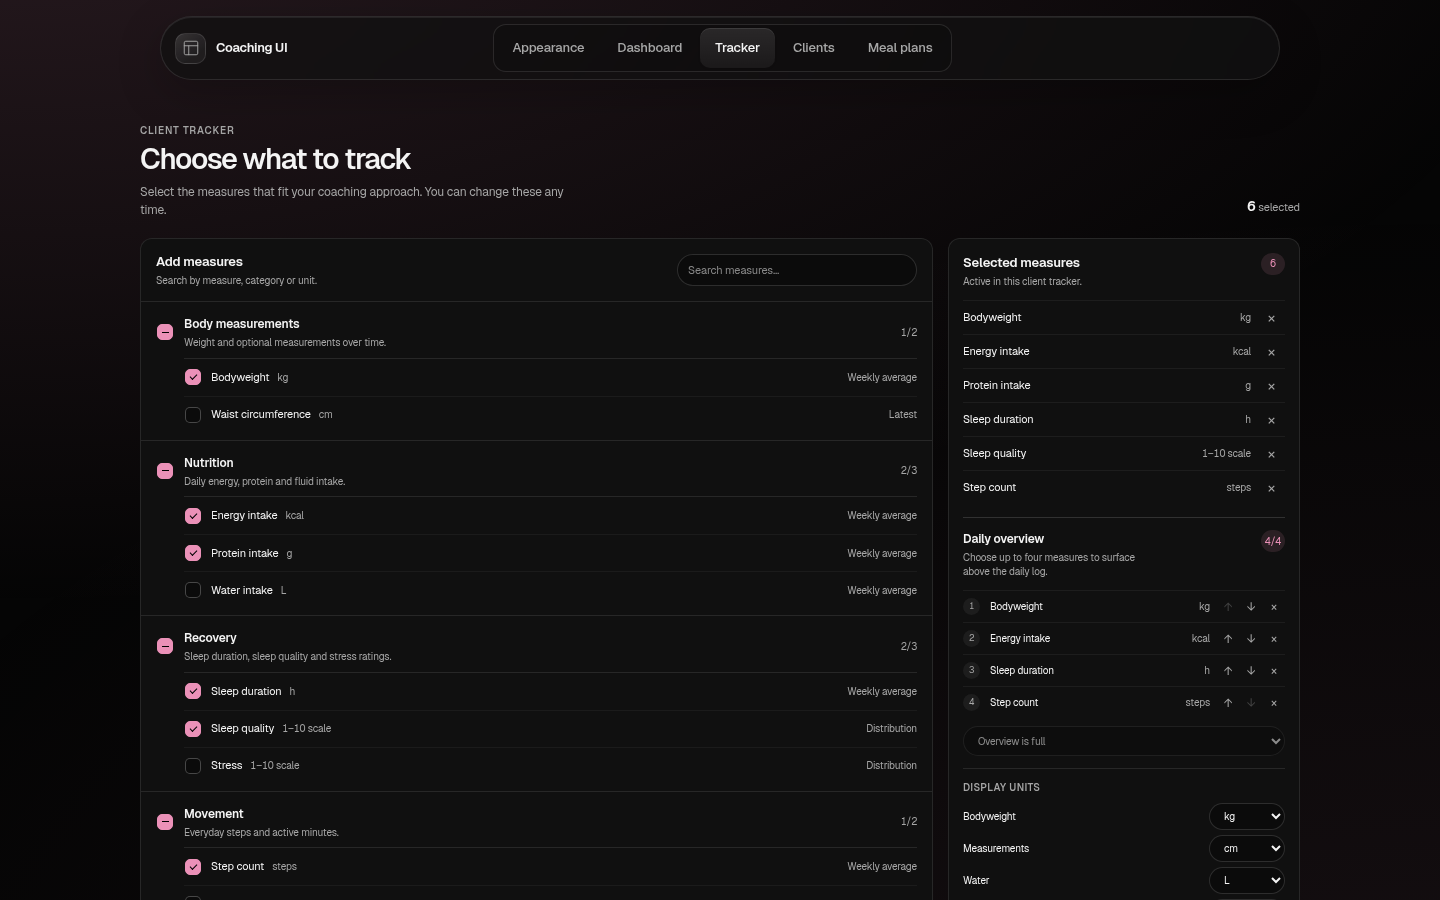 Coaching UI
Appearance
Dashboard
Tracker
Clients
Meal plans
CLIENT TRACKER
Choose what to track
Select the measures that fit your coaching approach. You can change these any
time.
6 selected
Add measures
Search by measure, category or unit.
Search measures...
Body measurements
Weight and optional measurements over time.
1/2
Bodyweight kg
Weekly average
Waist circumference cm
Latest
Nutrition
Daily energy, protein and fluid intake.
2/3
Energy intake kcal
Weekly average
Protein intake g
Weekly average
Water intake L
Weekly average
Recovery
Sleep duration, sleep quality and stress ratings.
2/3
Sleep duration h
Weekly average
Sleep quality 1–10 scale
Distribution
Stress 1–10 scale
Distribution
Movement
Everyday steps and active minutes.
1/2
Step count steps
Weekly average
Selected measures
6
Active in this client tracker.
Bodyweight kg ×
Energy intake kcal ×
Protein intake g ×
Sleep duration h ×
Sleep quality 1–10 scale ×
Step count steps ×
Daily overview
4/4
Choose up to four measures to surface
above the daily log.
1 Bodyweight kg ↑ ↓ ×
2 Energy intake kcal ↑ ↓ ×
3 Sleep duration h ↑ ↓ ×
4 Step count steps ↑ ↓ ×
Overview is full
DISPLAY UNITS
Bodyweight kg
Measurements cm
Water L